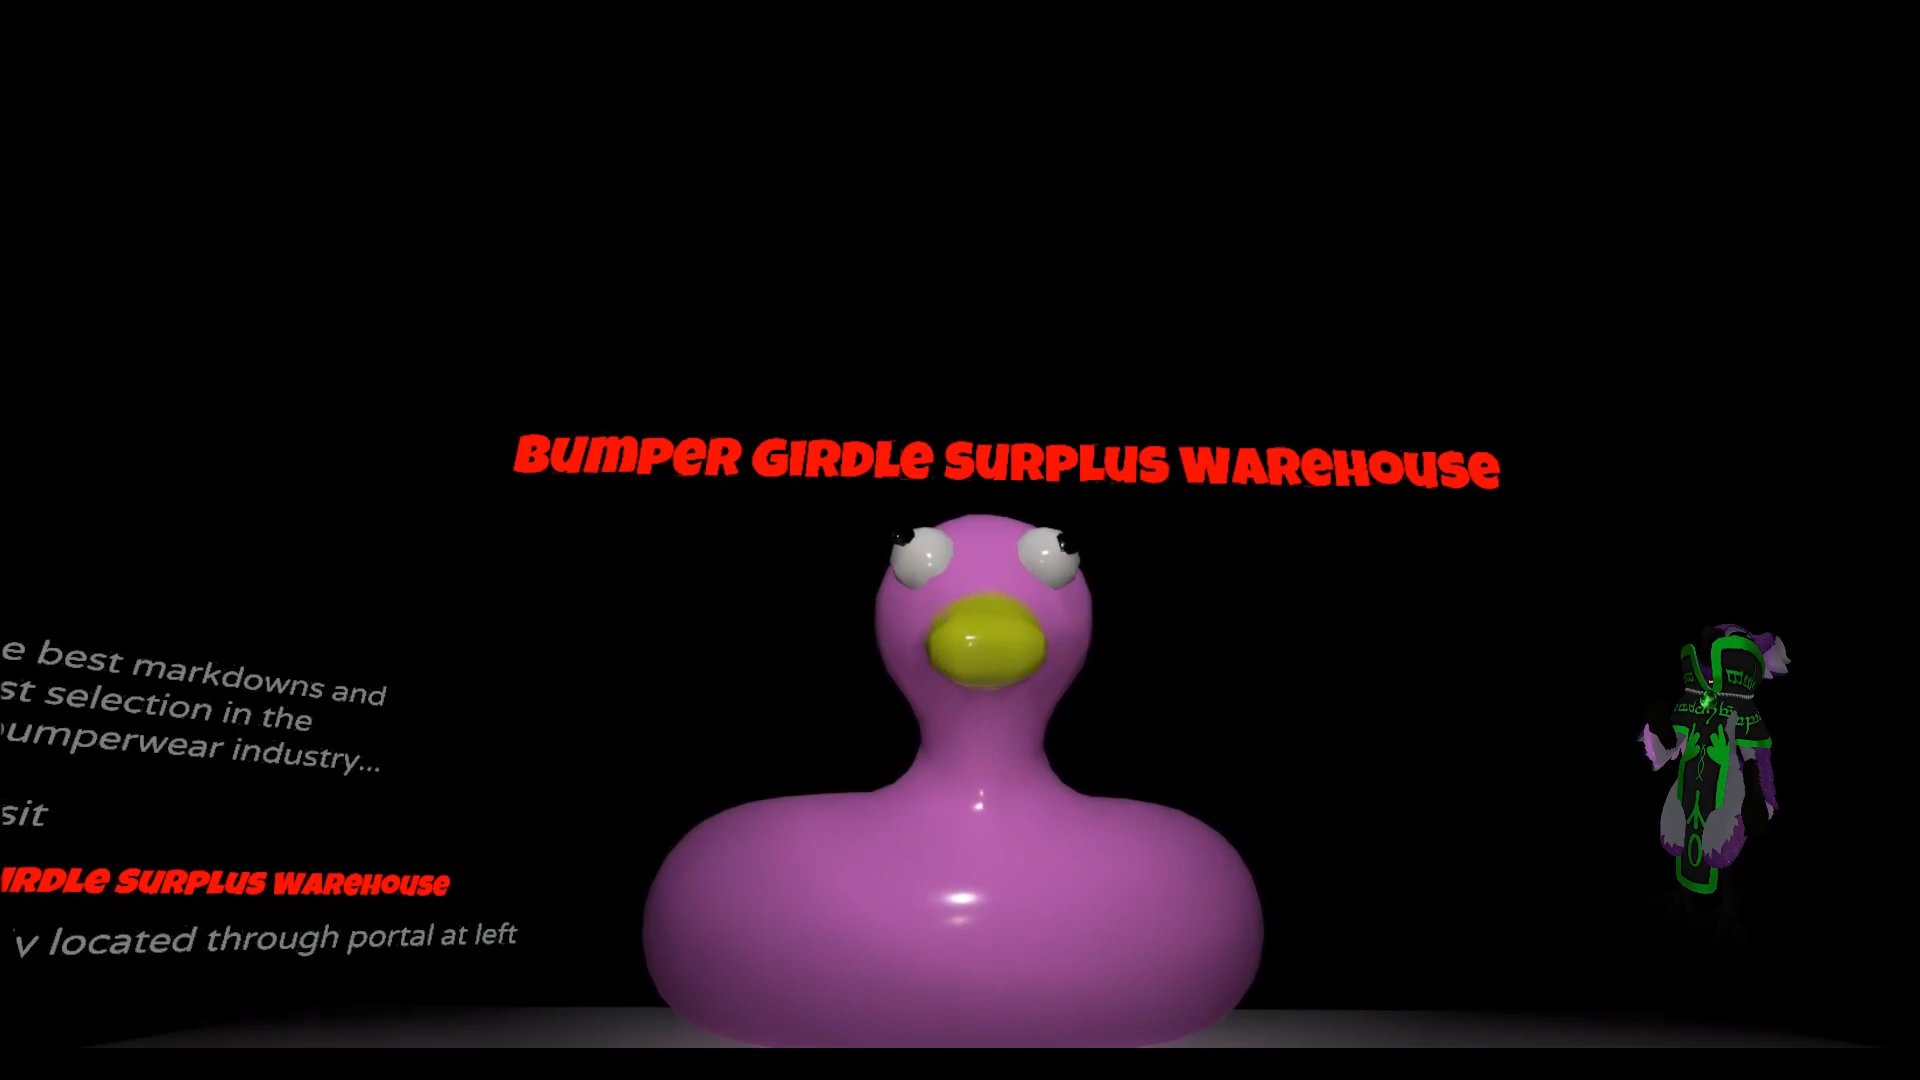 BUMPER GIRDLE SURPLUS WAREHOUSE
e best markdowns and
st selection in the
umperwear industry...
sit
IRDLE SURPLUS WAREHOUSE
y located through portal at left